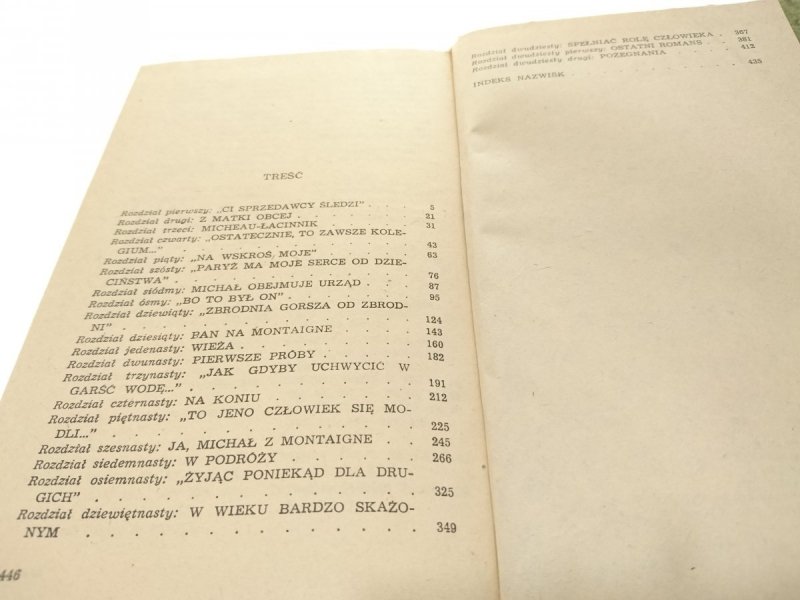 TREŚĆ
Rozdział pierwszy: „CI SPRZEDAWCY ŚLEDZI” . . . 5
Rozdział drugi: Z MATKI OBCEJ . . . . . . . 21
Rozdział trzeci: MICHEAU-ŁACINNIK . . . . . . 31
Rozdział czwarty: „OSTATECZNIE, TO ZAWSZE KOLE-
GIUM...” . . . . . . . . . . . . 43
Rozdział piąty: „NA WSKROŚ MOJE” . . . . . . 63
Rozdział szósty: „PARYŻ MA MOJE SERCE OD DZIE-
CIŃSTWA” . . . . . . . . . . . . 76
Rozdział siódmy: MICHAŁ OBEJMUJE URZĄD . . . 87
Rozdział ósmy: „BO TO BYŁ ON” . . . . . . . 95
Rozdział dziewiąty: „ZBRODNIA GORSZA OD ZBROD-
NI” . . . . . . . . . . . . . 124
Rozdział dziesiąty: PAN NA MONTAIGNE . . . . 143
Rozdział jedenasty: WIEŻA . . . . . . . . . 160
Rozdział dwunasty: PIERWSZE PRÓBY . . . . . 182
Rozdział trzynasty: „JAK GDYBY UCHWYCIĆ W
GARŚĆ WODĘ...” . . . . . . . . . . 191
Rozdział czternasty: NA KONIU . . . . . . . 212
Rozdział piętnasty: „TO JENO CZŁOWIEK SIĘ MO-
DLI...” . . . . . . . . . . . . 225
Rozdział szesnasty: JA, MICHAŁ Z MONTAIGNE . . 245
Rozdział siedemnasty: W PODRÓŻY . . . . . . 266
Rozdział osiemnasty: „ŻYJĄC PONIEKĄD DLA DRU-
GICH” . . . . . . . . . . . . . 325
Rozdział dziewiętnasty: W WIEKU BARDZO SKAŻO-
NYM . . . . . . . . . . . . . 349
446
Rozdział dwudziesty: SPEŁNIAĆ ROLĘ CZŁOWIEKA . 367
Rozdział dwudziesty pierwszy: OSTATNI ROMANS . . 381
Rozdział dwudziesty drugi: POŻEGNANIA . . . . 412
INDEKS NAZWISK . . . . . . . . . . 435